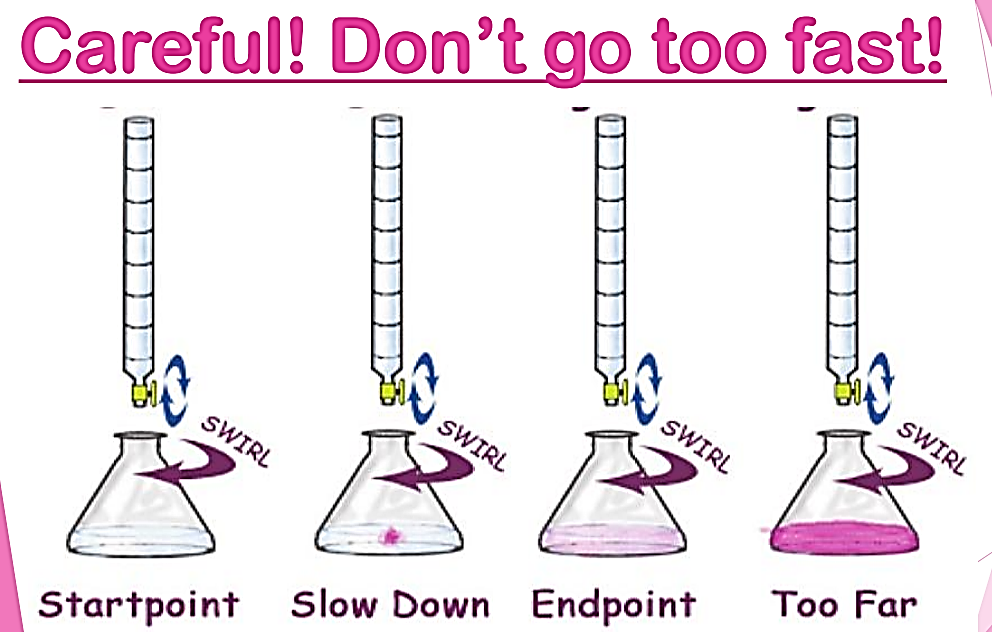 Careful! Don't go too fast!
SWIRL SWIRL SWIRL SWIRL
Startpoint Slow Down Endpoint Too Far